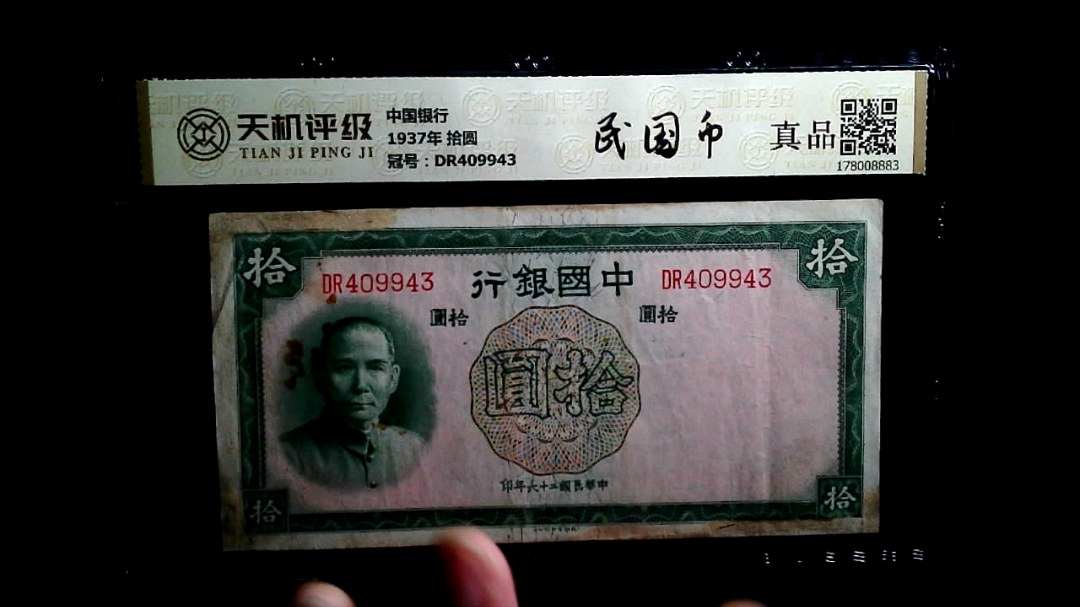 天机评级
TIAN JI PING JI
中国银行
1937年 拾圆
冠号：DR409943
民国币
真品
178008883
拾
拾
DR409943
行銀國中
DR409943
圓拾
圓拾
圓拾
印年六十二國民華中
拾
拾